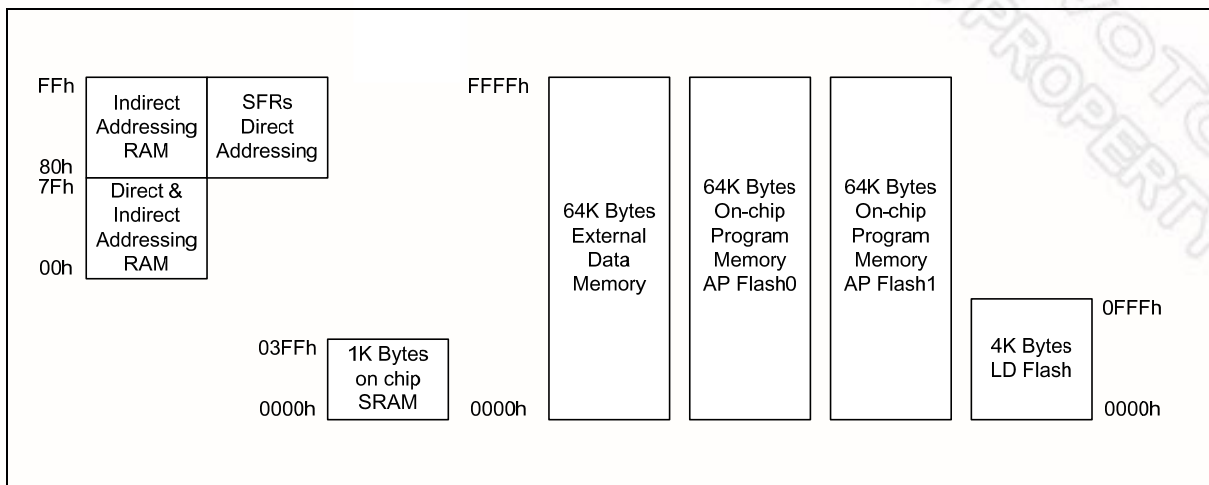 FFh
Indirect
Addressing
RAM
80h
SFRs
Direct
Addressing
7Fh
Direct &
Indirect
Addressing
RAM
00h
03FFh
1K Bytes
on chip
SRAM
0000h
FFFFh
0000h
64K Bytes
External
Data
Memory
64K Bytes
On-chip
Program
Memory
AP Flash0
64K Bytes
On-chip
Program
Memory
AP Flash1
0FFFh
4K Bytes
LD Flash
0000h
PROPERTY